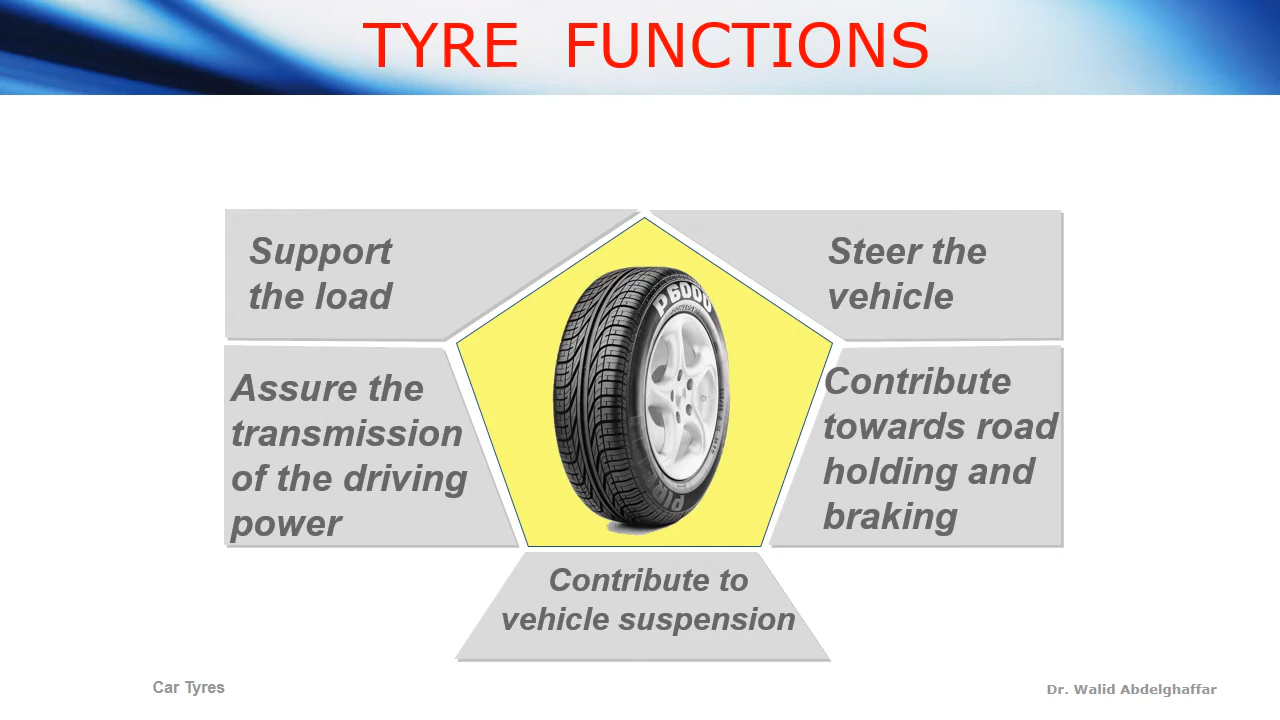 TYRE FUNCTIONS
Support
the load
Steer the
vehicle
Assure the
transmission
of the driving
power
Contribute
towards road
holding and
braking
P6000
Contribute to
vehicle suspension
Car Tyres
Dr. Walid Abdelghaffar